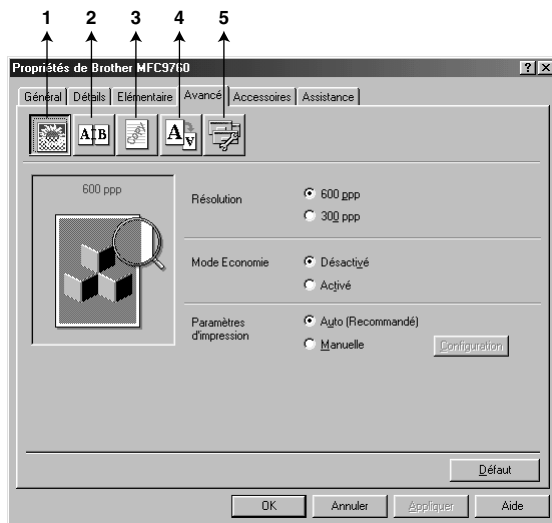 1 2 3 4 5
Propriétés de Brother MFC9760
Général Détails Elémentaire Avancé Accessoires Assistance
A B COPY A A
600 ppp
Résolution
600 ppp
300 ppp
Mode Economie
Désactivé
Activé
Paramètres d'impression
Auto (Recommandé)
Manuelle
Configuration
Défaut
OK Annuler Appliquer Aide